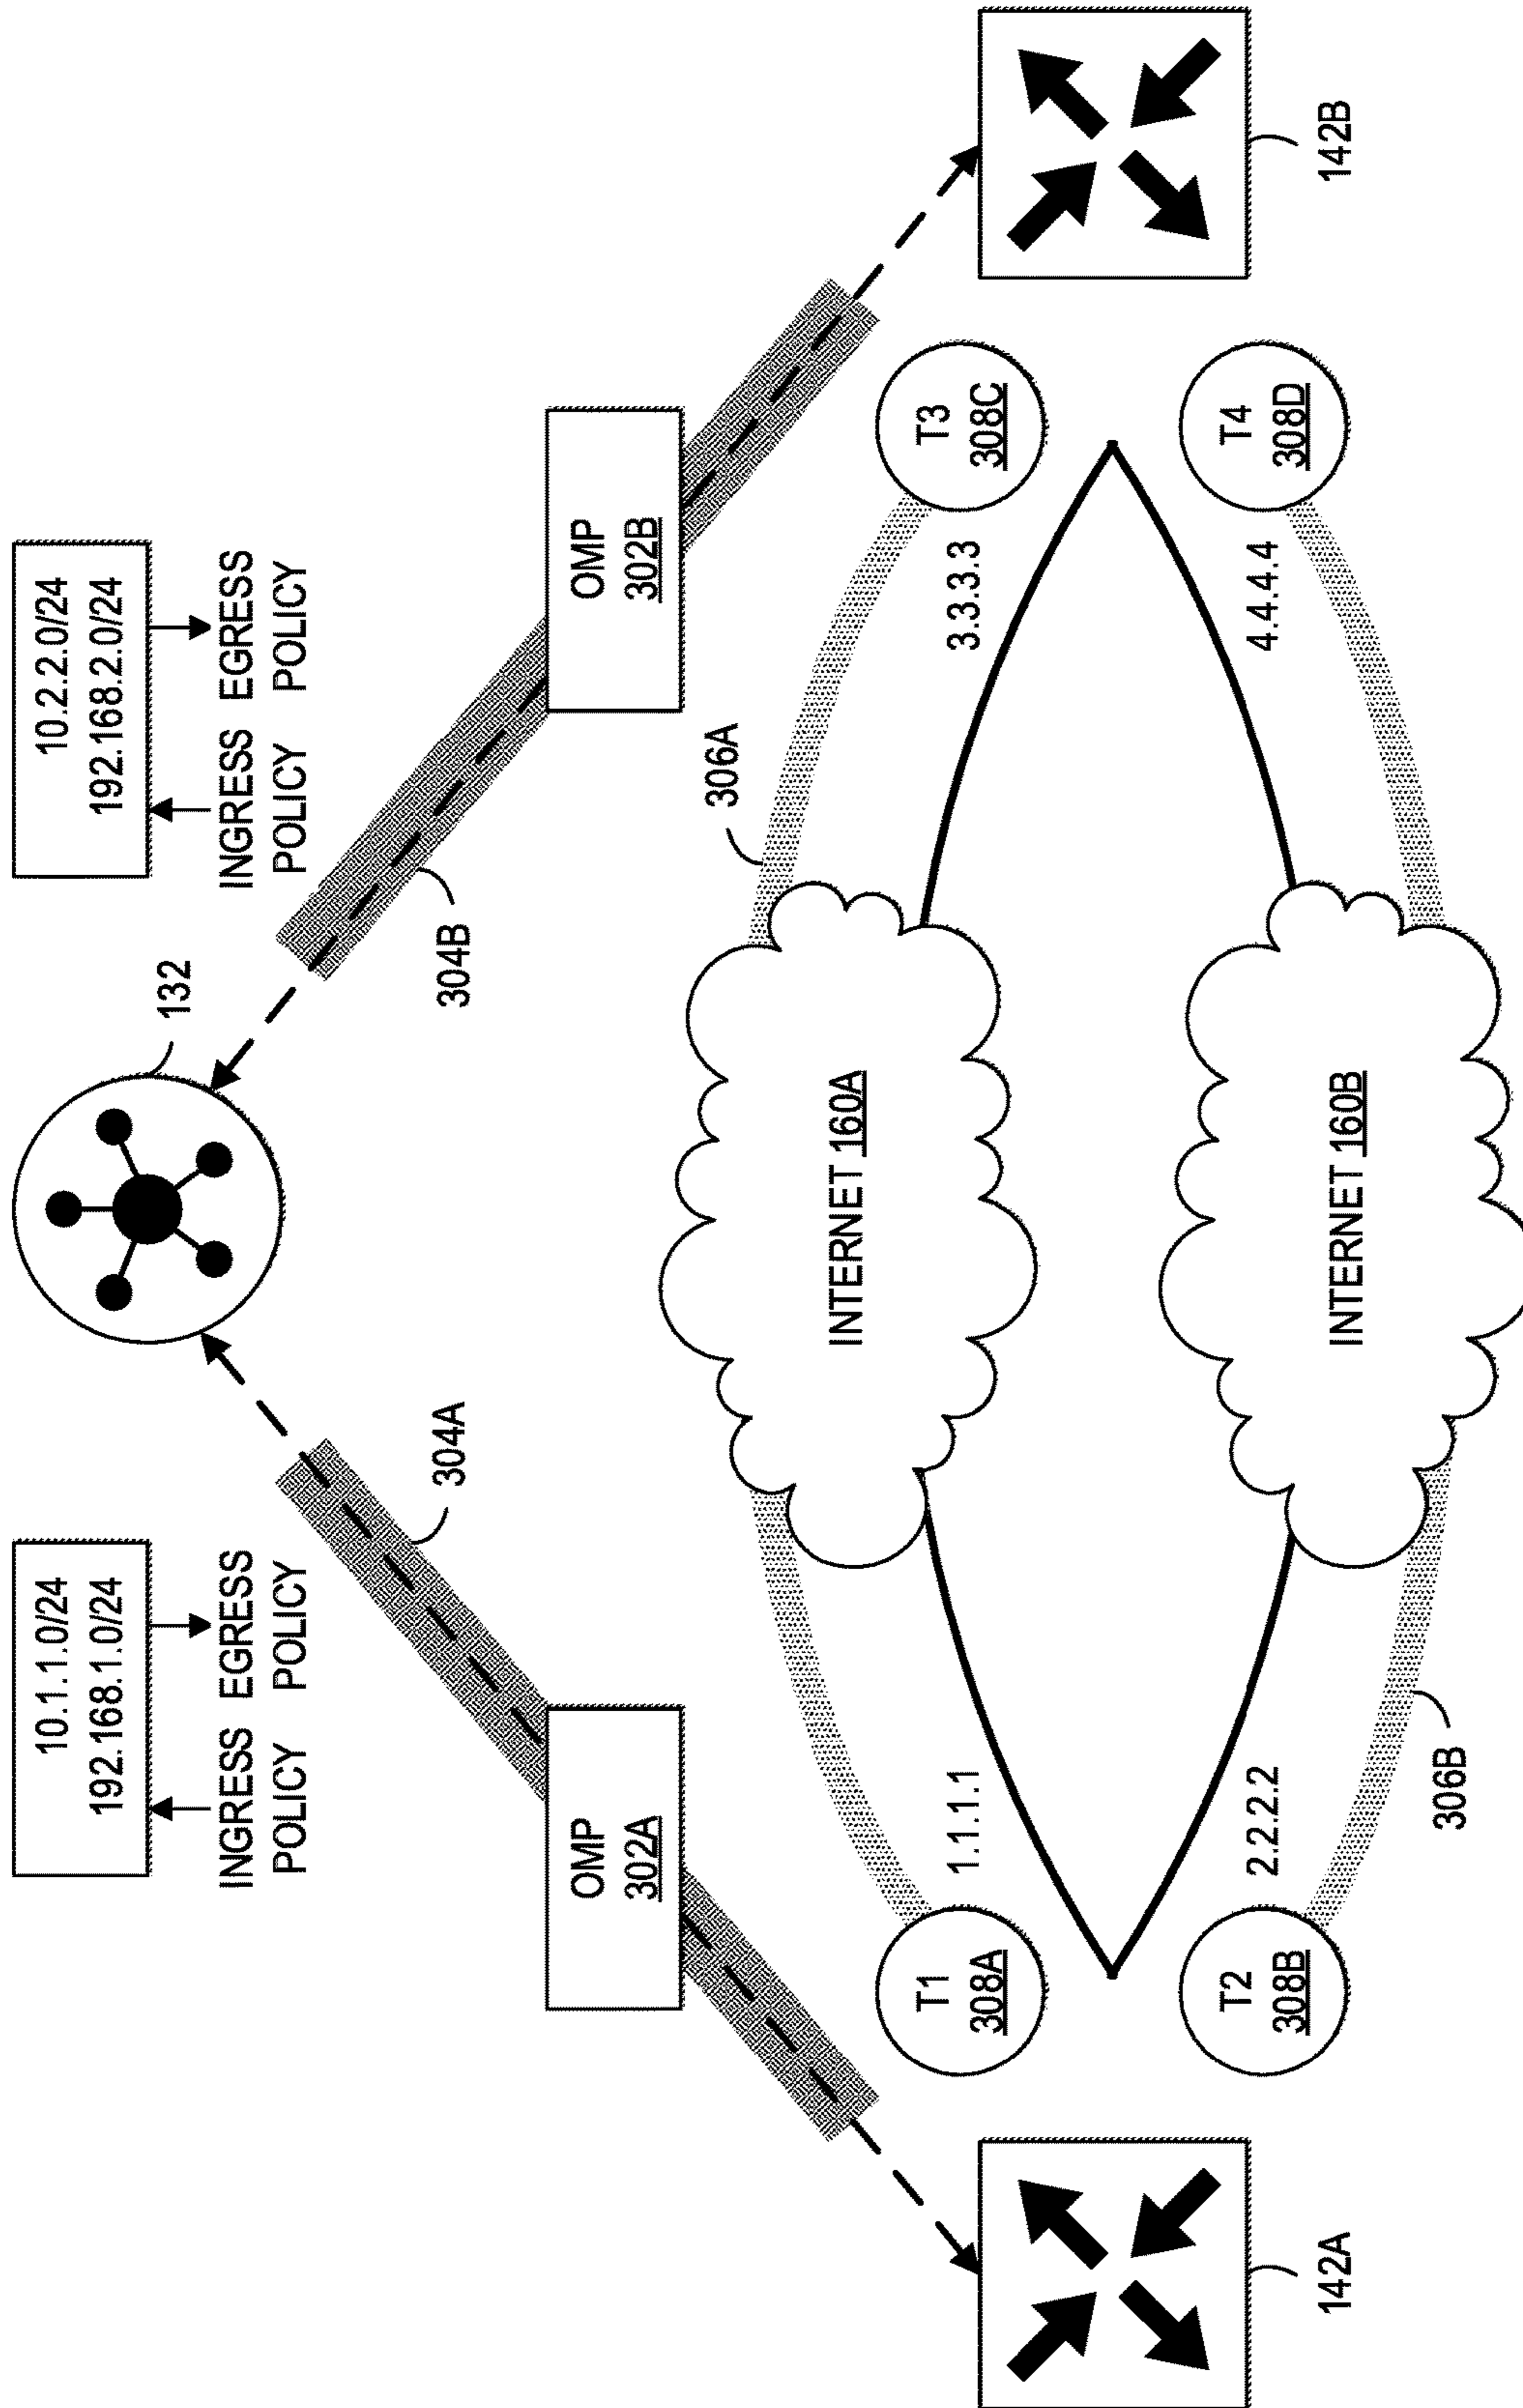 10.1.1.0/24
192.168.1.0/24
INGRESS
POLICY
EGRESS
POLICY
132
10.2.2.0/24
192.168.2.0/24
INGRESS
POLICY
EGRESS
POLICY
304A
304B
OMP
302A
OMP
302B
306A
INTERNET 160A
T1
308A
1.1.1.1
3.3.3.3
T3
308C
T2
308B
2.2.2.2
INTERNET 160B
4.4.4.4
T4
308D
142A
306B
142B